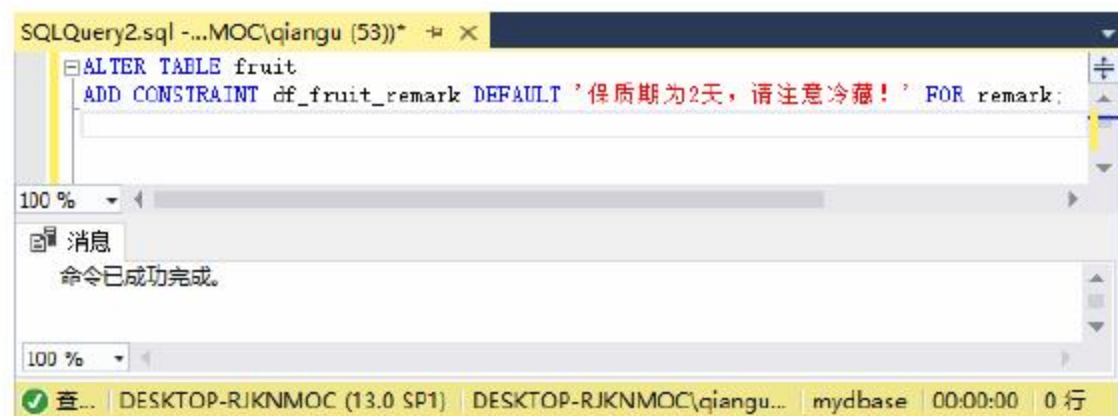 SQLQuery2.sql -...MOC\qiangu (53))*
ALTER TABLE fruit
ADD CONSTRAINT df_fruit_remark DEFAULT '保质期为2天，请注意冷藏！' FOR remark;
100 %
消息
命令已成功完成。
100 %
查... DESKTOP-RJKNMOC (13.0 SP1) DESKTOP-RJKNMOC\qiangu... mydbase 00:00:00 0 行